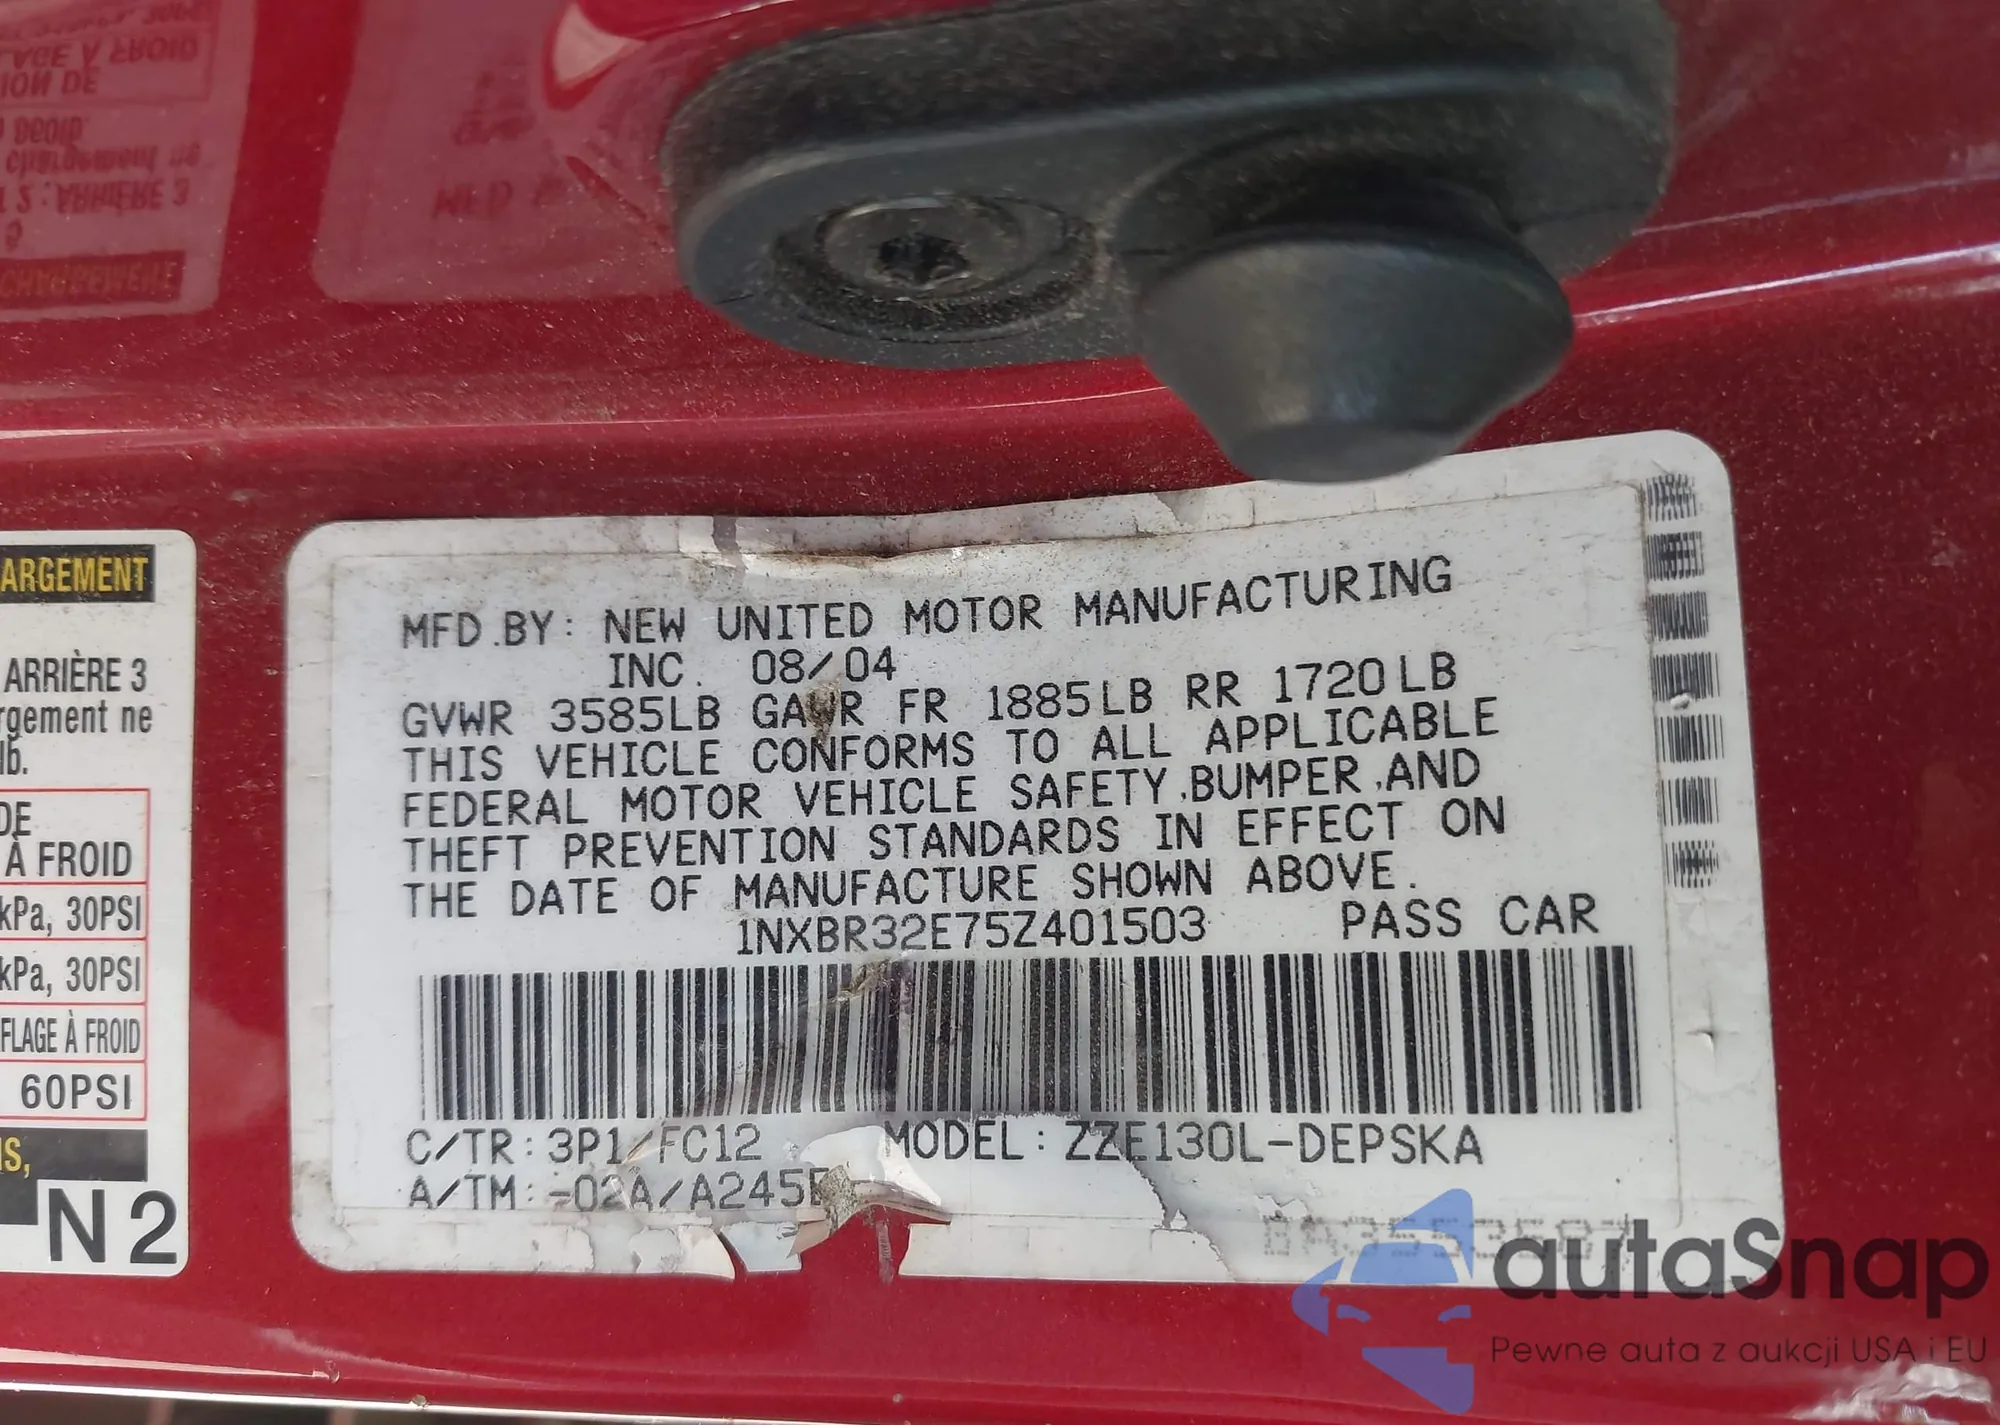 ARGEMENT
ARRIÈRE 3
rgement ne
lb.
DE
À FROID
kPa, 30PSI
kPa, 30PSI
FLAGE À FROID
60PSI
IS,
N2
MFD.BY: NEW UNITED MOTOR MANUFACTURING
INC. 08/04
GVWR 3585LB GAWR FR 1885LB RR 1720LB
THIS VEHICLE CONFORMS TO ALL APPLICABLE
FEDERAL MOTOR VEHICLE SAFETY,BUMPER,AND
THEFT PREVENTION STANDARDS IN EFFECT ON
THE DATE OF MANUFACTURE SHOWN ABOVE.
1NXBR32E75Z401503 PASS CAR
C/TR: 3P1/FC12 MODEL: ZZE130L-DEPSKA
A/TM: -02A/A245E
autaSnap
Pewne auta z aukcji USA i EU